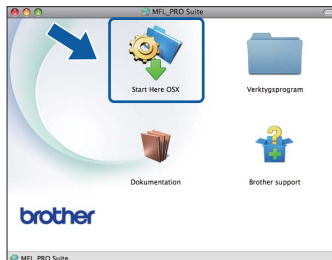 MFL_PRO Suite
Start Here OSX
Verktygsprogram
Dokumentation
Brother support
brother
MFL_PRO Suite